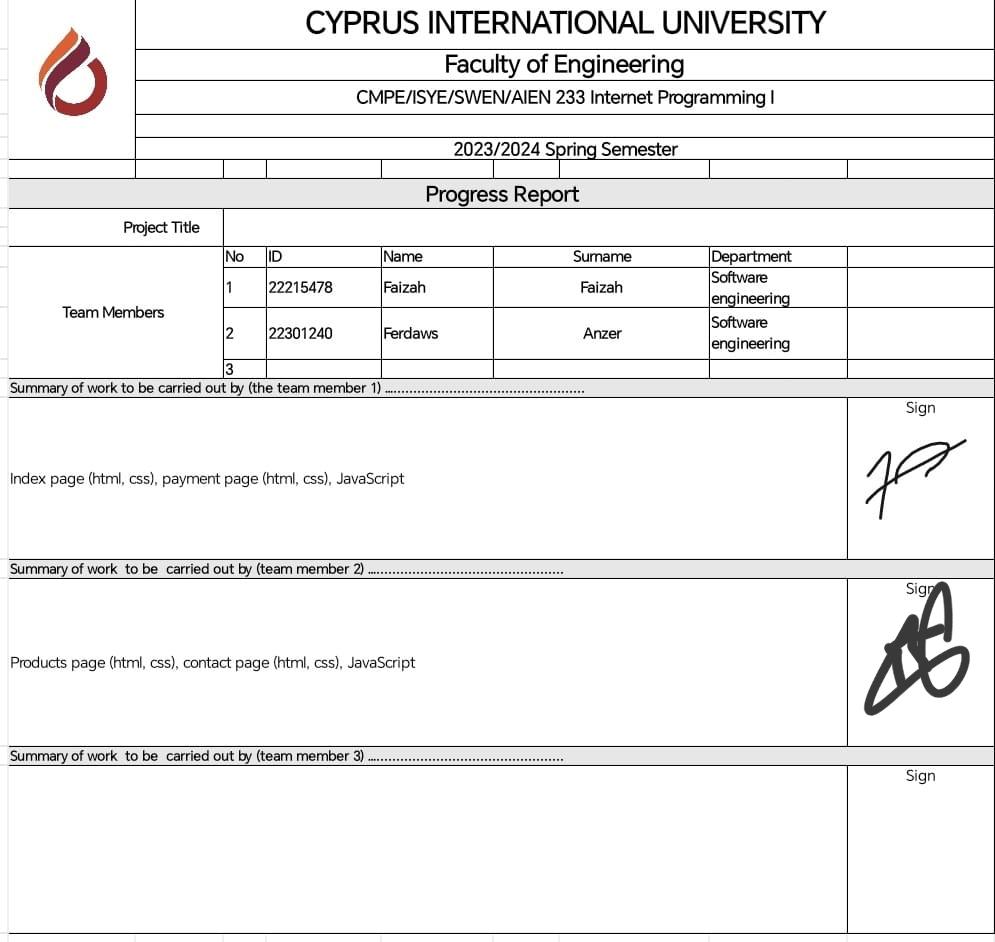 CYPRUS INTERNATIONAL UNIVERSITY
Faculty of Engineering
CMPE/ISYE/SWEN/AIEN 233 Internet Programming I
2023/2024 Spring Semester
Progress Report
Project Title
Team Members
No ID Name Surname Department
1 22215478 Faizah Faizah Software engineering
2 22301240 Ferdaws Anzer Software engineering
3
Summary of work to be carried out by (the team member 1) ......................................................
Sign
Index page (html, css), payment page (html, css), JavaScript
Summary of work  to be  carried out by (team member 2) ......................................................
Sign
Products page (html, css), contact page (html, css), JavaScript
Summary of work  to be  carried out by (team member 3) ......................................................
Sign